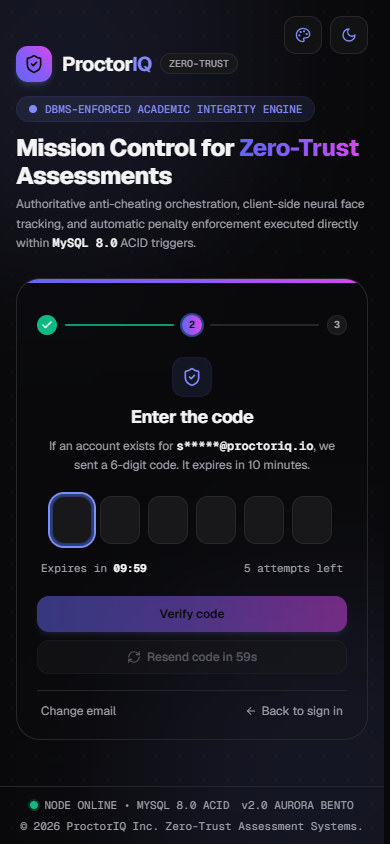 ProctorIQ ZERO-TRUST
DBMS-ENFORCED ACADEMIC INTEGRITY ENGINE
Mission Control for Zero-Trust
Assessments
Authoritative anti-cheating orchestration, client-side neural face
tracking, and automatic penalty enforcement executed directly
within MySQL 8.0 ACID triggers.
2 3
Enter the code
If an account exists for s*****@proctoriq.io, we
sent a 6-digit code. It expires in 10 minutes.
Expires in 09:59 5 attempts left
Verify code
Resend code in 59s
Change email ← Back to sign in
NODE ONLINE • MYSQL 8.0 ACID v2.0 AURORA BENTO
© 2026 ProctorIQ Inc. Zero-Trust Assessment Systems.